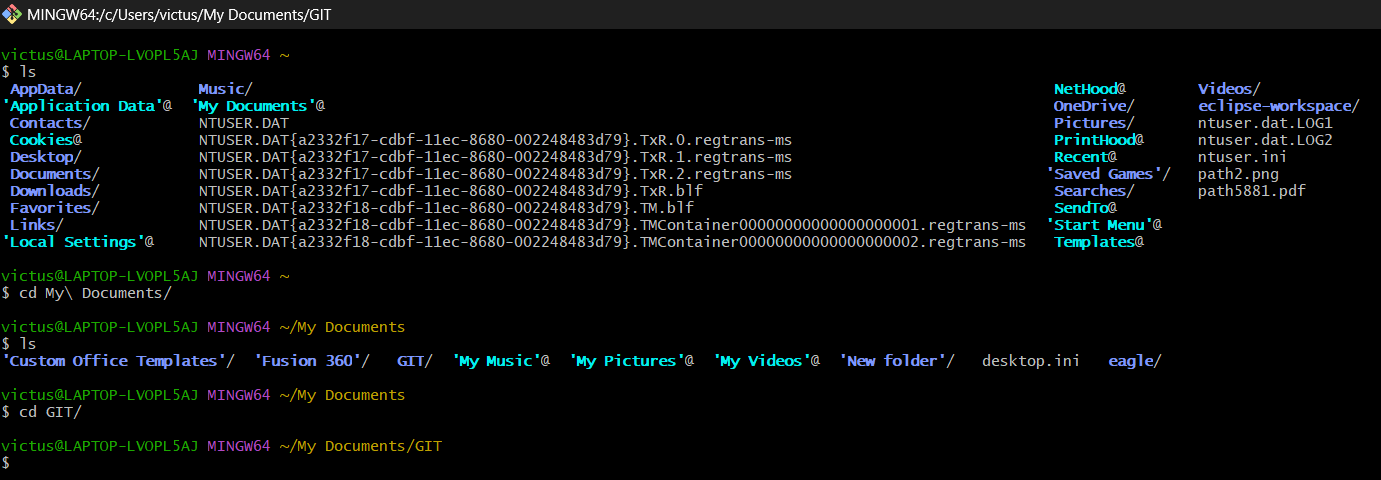 MINGW64:/c/Users/victus/My Documents/GIT
victus@LAPTOP-LVOPL5AJ MINGW64 ~
$ ls
AppData/ Music/ NetHood@ Videos/
'Application Data'@ 'My Documents'@ OneDrive/ eclipse-workspace/
Contacts/ NTUSER.DAT Pictures/ ntuser.dat.LOG1
Cookies@ NTUSER.DAT{a2332f17-cdbf-11ec-8680-002248483d79}.TxR.0.regtrans-ms PrintHood@ ntuser.dat.LOG2
Desktop/ NTUSER.DAT{a2332f17-cdbf-11ec-8680-002248483d79}.TxR.1.regtrans-ms Recent@ ntuser.ini
Documents/ NTUSER.DAT{a2332f17-cdbf-11ec-8680-002248483d79}.TxR.2.regtrans-ms 'Saved Games'/ path2.png
Downloads/ NTUSER.DAT{a2332f17-cdbf-11ec-8680-002248483d79}.TxR.blf Searches/ path5881.pdf
Favorites/ NTUSER.DAT{a2332f18-cdbf-11ec-8680-002248483d79}.TM.blf SendTo@
Links/ NTUSER.DAT{a2332f18-cdbf-11ec-8680-002248483d79}.TMContainer00000000000000000001.regtrans-ms 'Start Menu'@
'Local Settings'@ NTUSER.DAT{a2332f18-cdbf-11ec-8680-002248483d79}.TMContainer00000000000000000002.regtrans-ms Templates@
victus@LAPTOP-LVOPL5AJ MINGW64 ~
$ cd My\ Documents/
victus@LAPTOP-LVOPL5AJ MINGW64 ~/My Documents
$ ls
'Custom Office Templates'/ 'Fusion 360'/ GIT/ 'My Music'@ 'My Pictures'@ 'My Videos'@ 'New folder'/ desktop.ini eagle/
victus@LAPTOP-LVOPL5AJ MINGW64 ~/My Documents
$ cd GIT/
victus@LAPTOP-LVOPL5AJ MINGW64 ~/My Documents/GIT
$